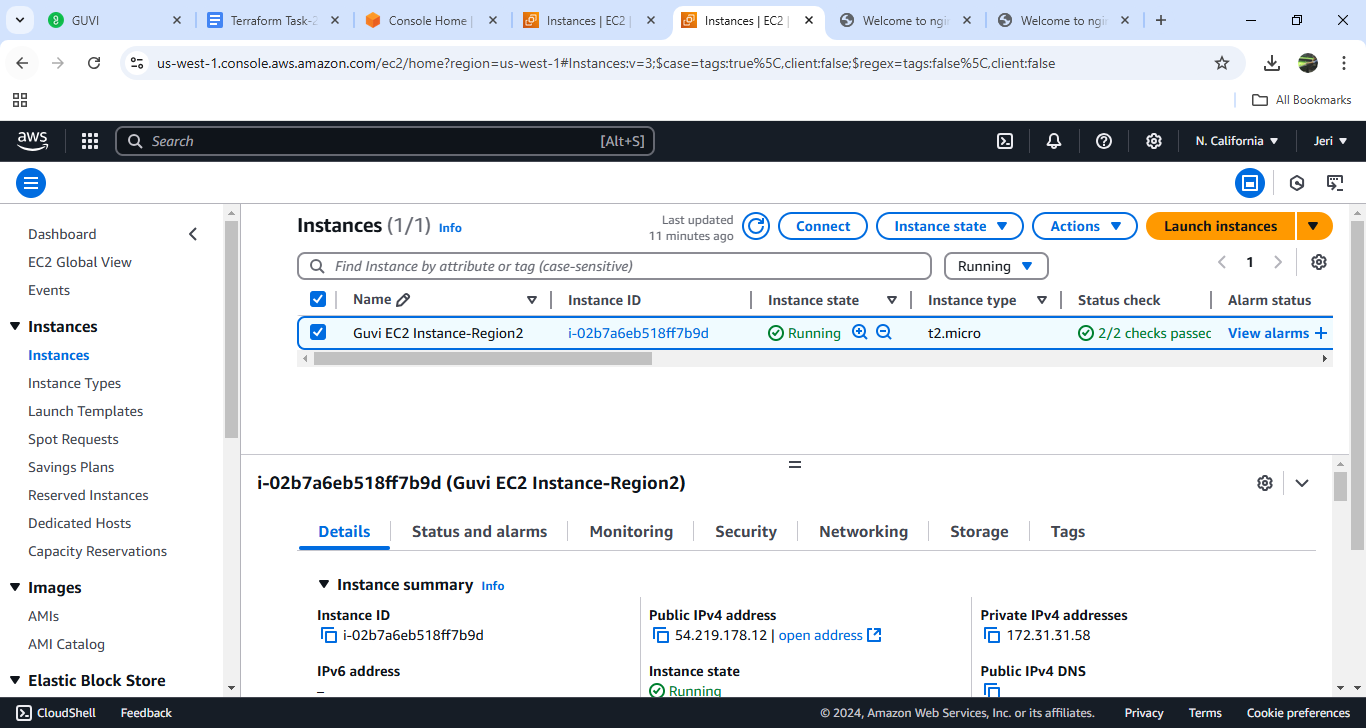 GUVI
Terraform Task-2
Console Home |
Instances | EC2 |
Instances | EC2 |
Welcome to ngi
Welcome to ngi
us-west-1.console.aws.amazon.com/ec2/home?region=us-west-1#Instances:v=3;$case=tags:true%5C,client:false;$regex=tags:false%5C,client:false
All Bookmarks
aws
Search
[Alt+S]
N. California
Jeri
Dashboard
EC2 Global View
Events
Instances
Instances
Instance Types
Launch Templates
Spot Requests
Savings Plans
Reserved Instances
Dedicated Hosts
Capacity Reservations
Images
AMIs
AMI Catalog
Elastic Block Store
Instances (1/1) Info
Last updated
11 minutes ago
Connect
Instance state
Actions
Launch instances
Find Instance by attribute or tag (case-sensitive)
Running
1
Name
Instance ID
Instance state
Instance type
Status check
Alarm status
Guvi EC2 Instance-Region2
i-02b7a6eb518ff7b9d
Running
t2.micro
2/2 checks passed
View alarms
i-02b7a6eb518ff7b9d (Guvi EC2 Instance-Region2)
Details
Status and alarms
Monitoring
Security
Networking
Storage
Tags
Instance summary Info
Instance ID
i-02b7a6eb518ff7b9d
Public IPv4 address
54.219.178.12 | open address
Private IPv4 addresses
172.31.31.58
IPv6 address
–
Instance state
Running
Public IPv4 DNS
CloudShell
Feedback
© 2024, Amazon Web Services, Inc. or its affiliates.
Privacy
Terms
Cookie preferences